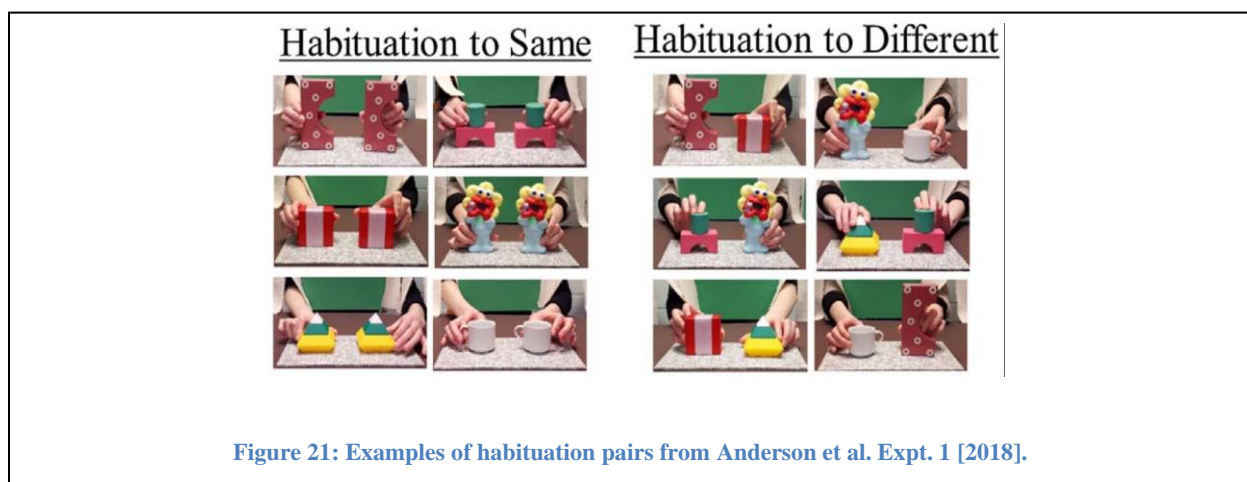 Habituation to Same
Habituation to Different
Figure 21: Examples of habituation pairs from Anderson et al. Expt. 1 [2018].